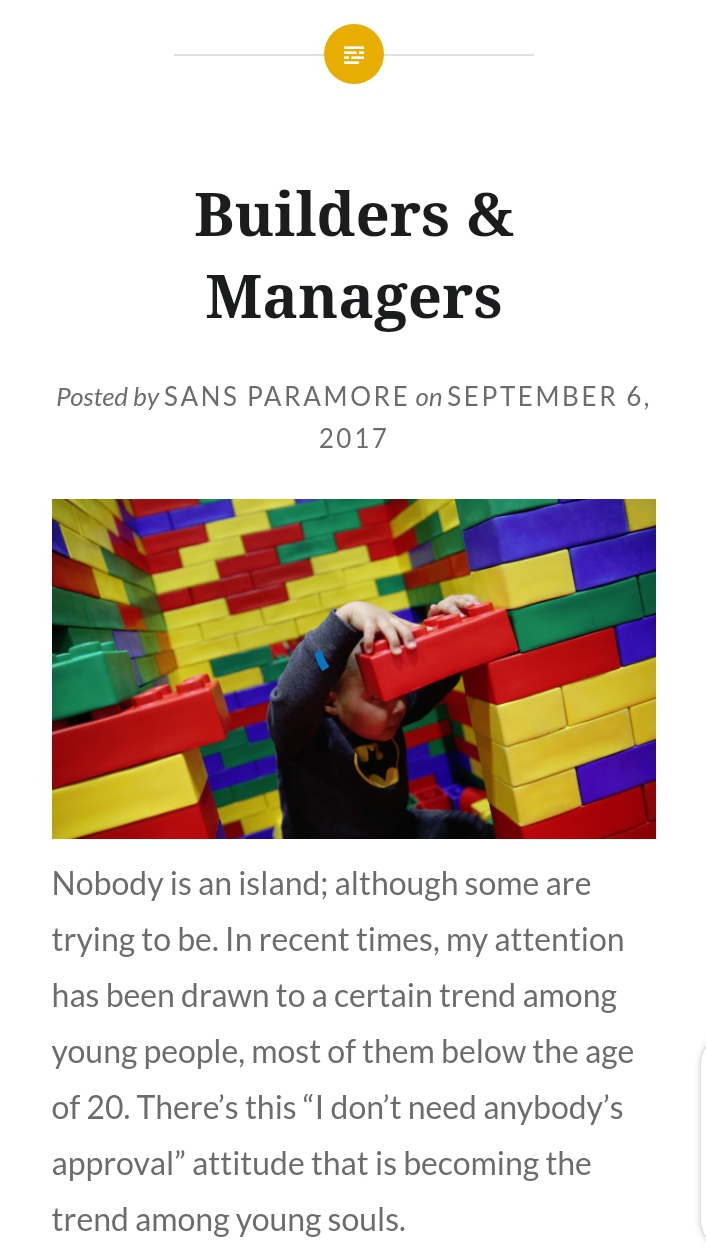 Builders &
Managers
Posted by SANS PARAMORE on SEPTEMBER 6,
2017
Nobody is an island; although some are
trying to be. In recent times, my attention
has been drawn to a certain trend among
young people, most of them below the age
of 20. There’s this “I don’t need anybody’s
approval” attitude that is becoming the
trend among young souls.